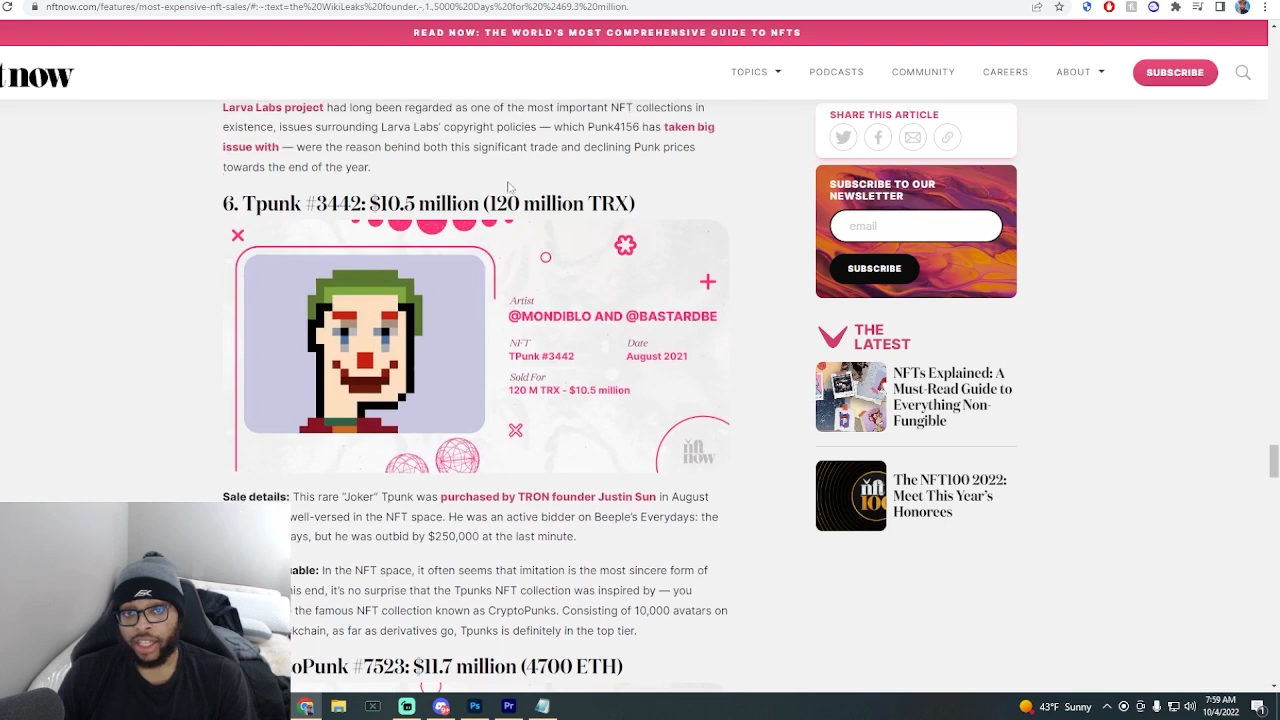 nftnow.com/features/most-expensive-nft-sales/#:~:text=the%20WikiLeaks%20founder.-,1.,5000%20Days%20for%20%2469.3%20million.
READ NOW: THE WORLD'S MOST COMPREHENSIVE GUIDE TO NFTS
t now
TOPICS
PODCASTS
COMMUNITY
CAREERS
ABOUT
SUBSCRIBE
Larva Labs project had long been regarded as one of the most important NFT collections in
existence, issues surrounding Larva Labs' copyright policies — which Punk4156 has taken big
issue with — were the reason behind both this significant trade and declining Punk prices
towards the end of the year.
6. Tpunk #3442: $10.5 million (120 million TRX)
Artist
@MONDIBLO AND @BASTARDBE
NFT
Date
TPunk #3442
August 2021
Sold For
120 M TRX - $10.5 million
nft
now
Sale details: This rare "Joker" Tpunk was purchased by TRON founder Justin Sun in August
well-versed in the NFT space. He was an active bidder on Beeple's Everydays: the
ays, but he was outbid by $250,000 at the last minute.
able: In the NFT space, it often seems that imitation is the most sincere form of
his end, it's no surprise that the Tpunks NFT collection was inspired by — you
the famous NFT collection known as CryptoPunks. Consisting of 10,000 avatars on
kchain, as far as derivatives go, Tpunks is definitely in the top tier.
oPunk #7523: $11.7 million (4700 ETH)
SHARE THIS ARTICLE
SUBSCRIBE TO OUR
NEWSLETTER
email
SUBSCRIBE
THE
LATEST
NFTs Explained: A
Must-Read Guide to
Everything Non-
Fungible
nft
100
The NFT100 2022:
Meet This Year's
Honorees
Ps
Pr
43°F Sunny
7:59 AM
10/4/2022
1